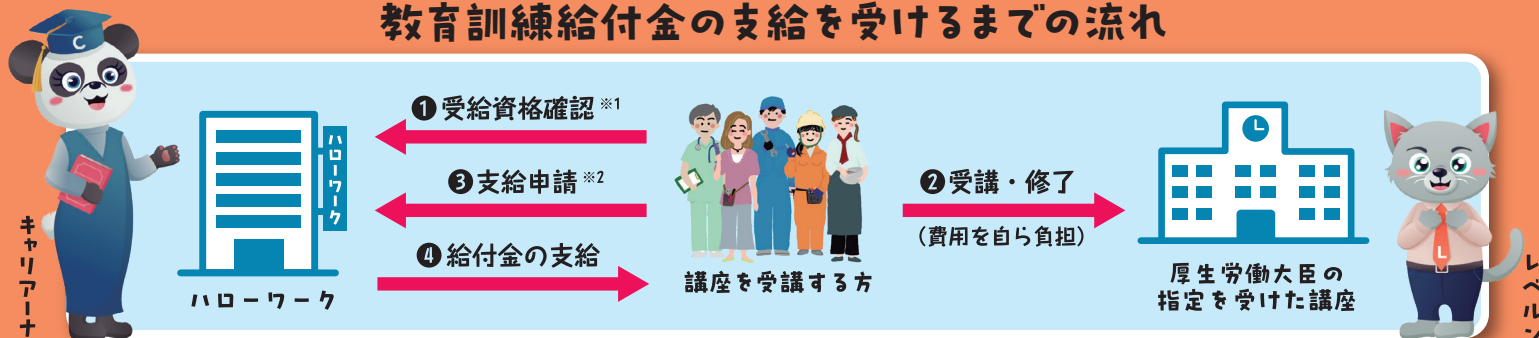 教育訓練給付金の支給を受けるまでの流れ
C
キャリアーナ
ハローワーク
ハローワーク
❶受給資格確認※1
❸支給申請※2
❹給付金の支給
講座を受講する方
❷受講・修了
（費用を自ら負担）
厚生労働大臣の
指定を受けた講座
L
レベルン